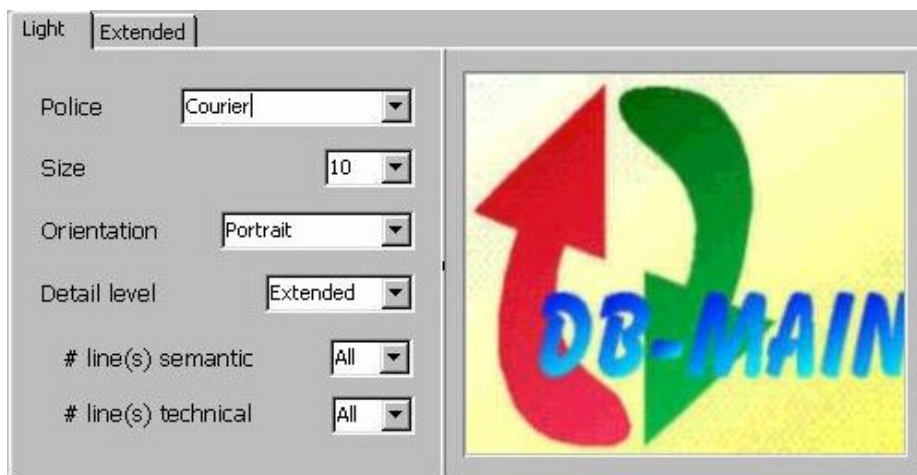 Light Extended
Police Courier
Size 10
Orientation Portrait
Detail level Extended
# line(s) semantic All
# line(s) technical All
DB-MAIN